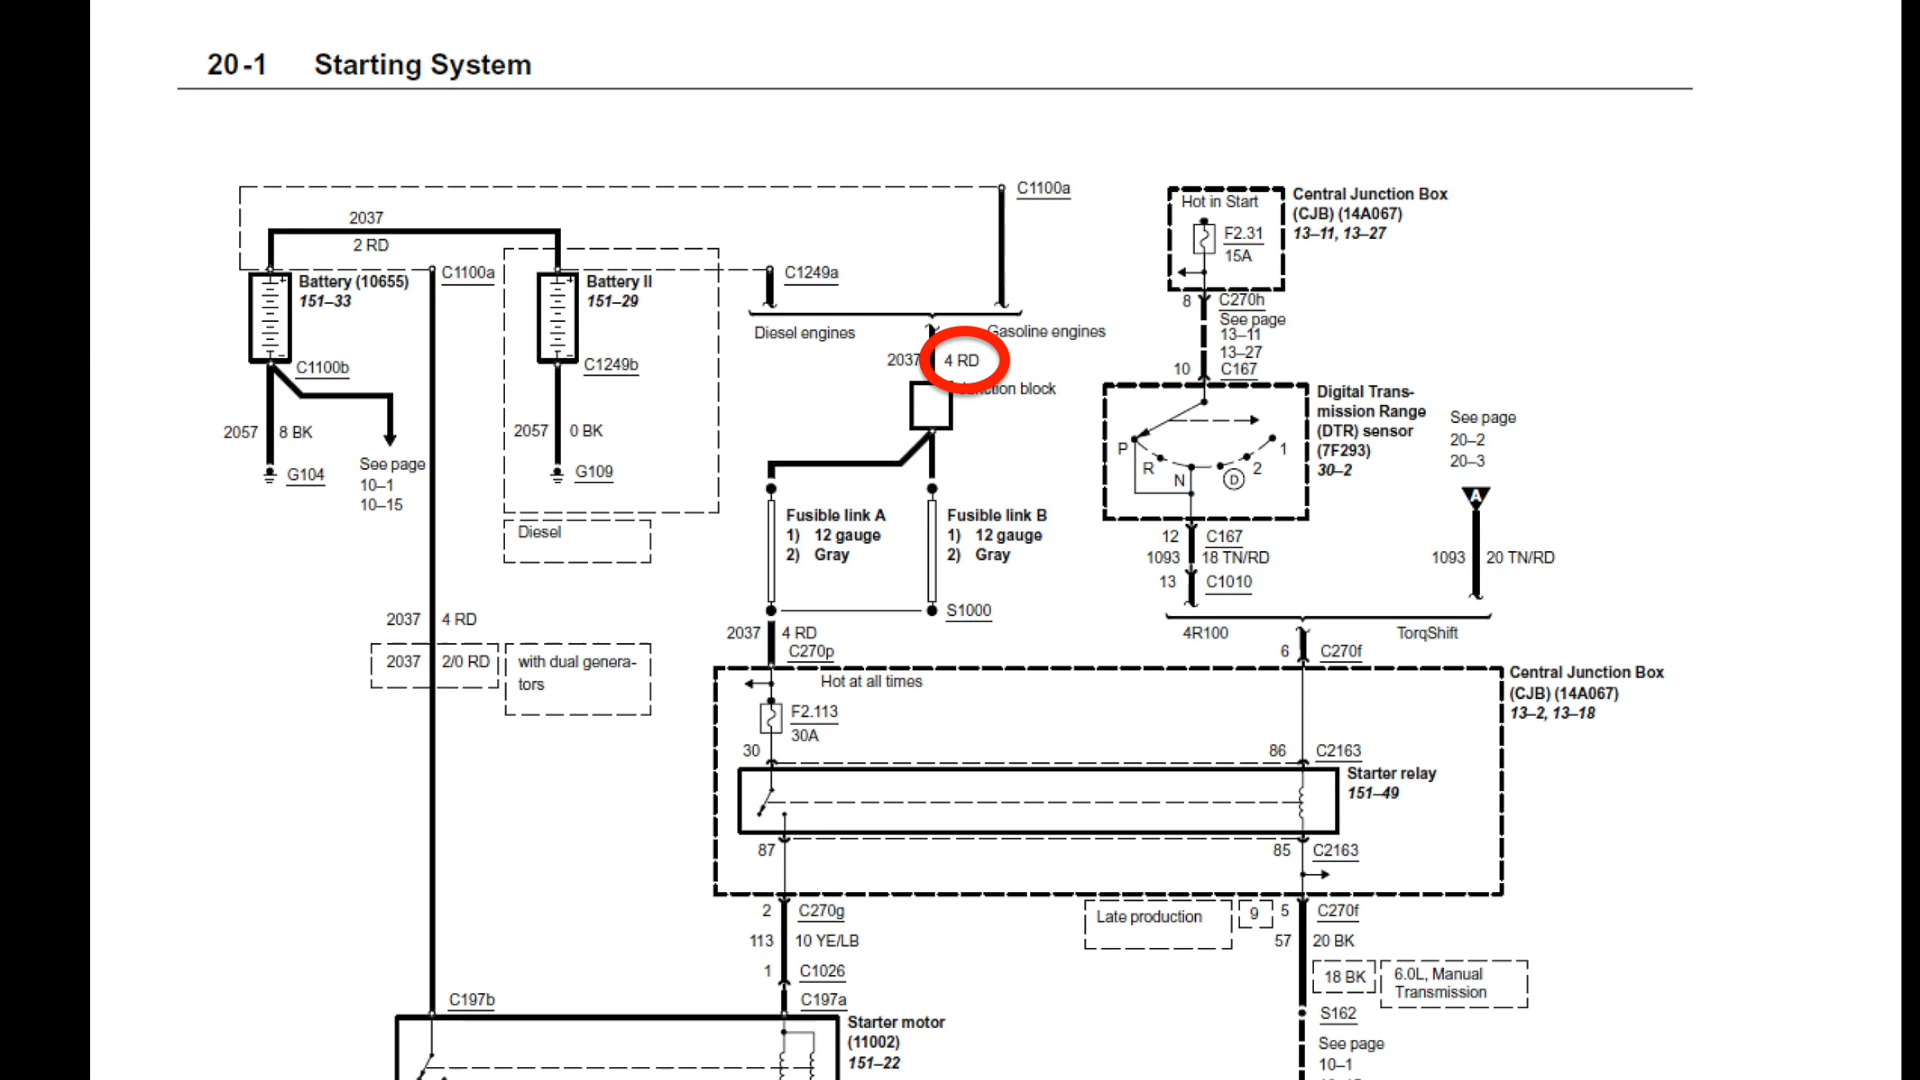 20-1 Starting System
C1100a
2037
2 RD
C1100a
Battery (10655)
151–33
Battery II
151–29
C1249a
Diesel engines
Gasoline engines
2037 4 RD
block
C1100b
C1249b
2057 8 BK
G104
See page
10–1
10–15
2057 0 BK
G109
Diesel
Fusible link A
1) 12 gauge
2) Gray
Fusible link B
1) 12 gauge
2) Gray
S1000
2037 4 RD
2037 2/0 RD
with dual genera-
tors
2037 4 RD
C270p
Hot in Start
F2.31
15A
Central Junction Box
(CJB) (14A067)
13–11, 13–27
8 C270h
See page
13–11
13–27
10 C167
Digital Trans-
mission Range
(DTR) sensor
(7F293)
30–2
P
R
N
D
2
1
See page
20–2
20–3
A
12 C167
1093 18 TN/RD
13 C1010
1093 20 TN/RD
4R100
TorqShift
6 C270f
Central Junction Box
(CJB) (14A067)
13–2, 13–18
Hot at all times
F2.113
30A
30
86 C2163
Starter relay
151–49
87
85 C2163
2 C270g
113 10 YE/LB
1 C1026
C197a
C197b
Late production
9
5 C270f
57 20 BK
18 BK
6.0L, Manual
Transmission
S162
See page
10–1
Starter motor
(11002)
151–22